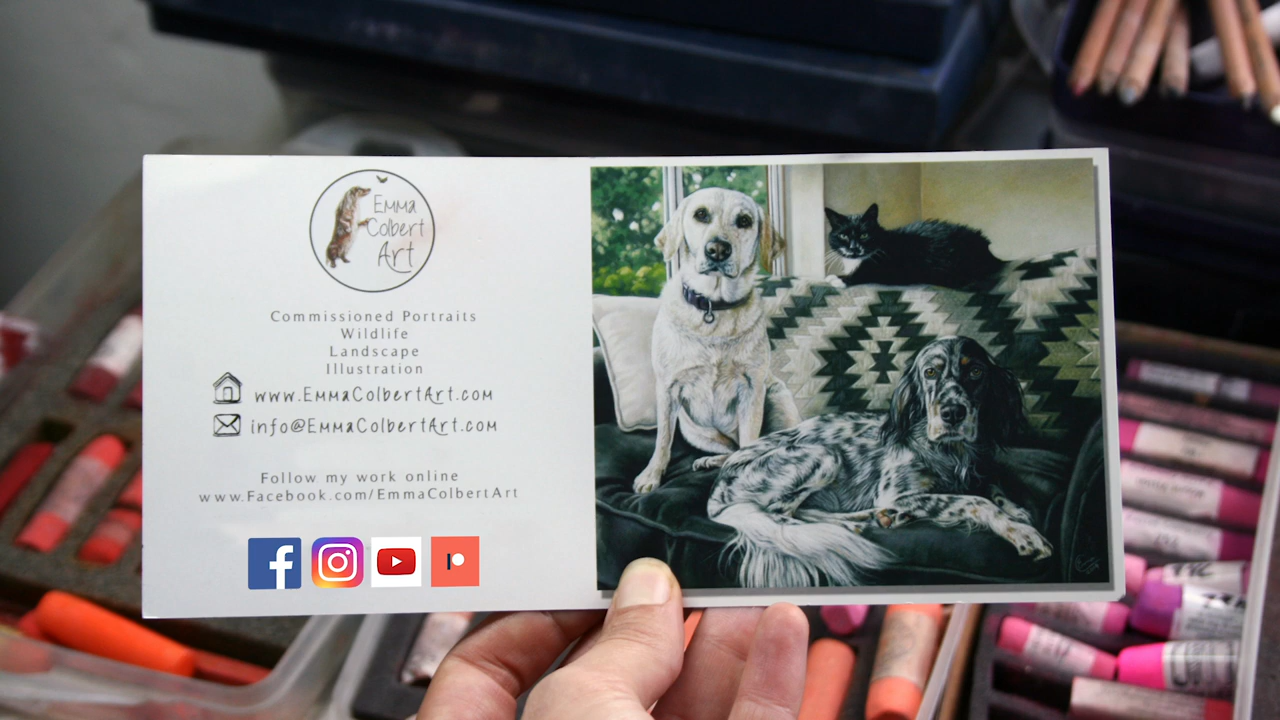 Emma
Colbert
Art
Commissioned Portraits
Wildlife
Landscape
Illustration
www.EmmaColbertArt.com
info@EmmaColbertArt.com
Follow my work online
www.Facebook.com/EmmaColbertArt